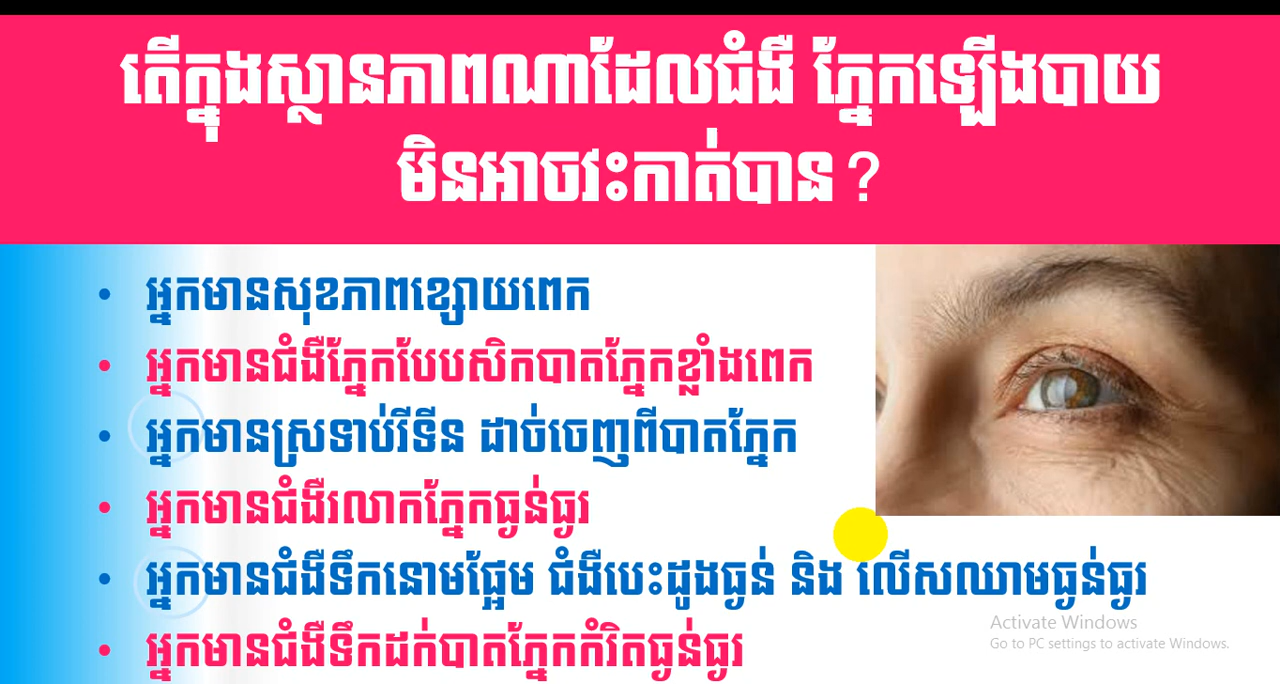 តើក្នុងស្ថានភាពណាដែលជំងឺ ភ្នែកឡើងបាយ
មិនអាចវះកាត់បាន?
• អ្នកមានសុខភាពខ្សោយពេក
• អ្នកមានជំងឺភ្នែកបែបសិកបាតភ្នែកខ្លាំងពេក
• អ្នកមានស្រទាប់រីទីន ដាច់ចេញពីបាតភ្នែក
• អ្នកមានជំងឺរលាកភ្នែកធ្ងន់ធ្ងរ
• អ្នកមានជំងឺទឹកនោមផ្អែម ជំងឺបេះដូងធ្ងន់ និង លើសឈាមធ្ងន់ធ្ងរ
• អ្នកមានជំងឺទឹកដក់បាតភ្នែកកំរិតធ្ងន់ធ្ងរ
Activate Windows
Go to PC settings to activate Windows.